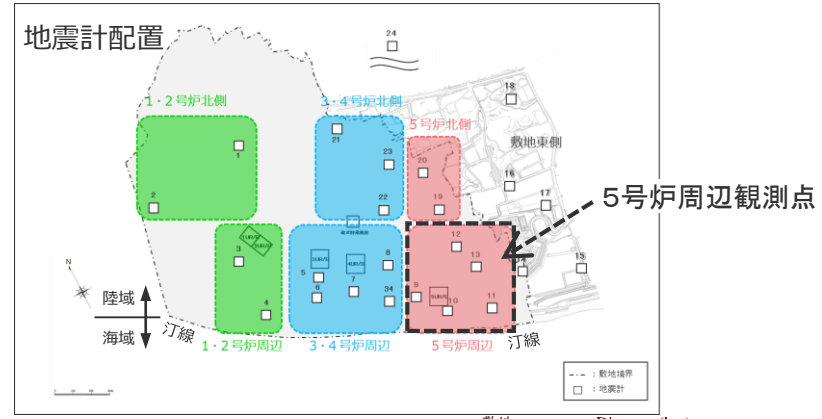 地震計配置
24
18
1・2号炉北側
3・4号炉北側
5号炉北側
敷地東側
21
1
23
20
16
17
2
22
19
5号炉周辺観測点
12
3
13
8
14
15
5
7
6
34
9
10
11
4
N
陸域
海域
汀線
汀線
1・2号炉周辺
3・4号炉周辺
5号炉周辺
：敷地境界
：地震計